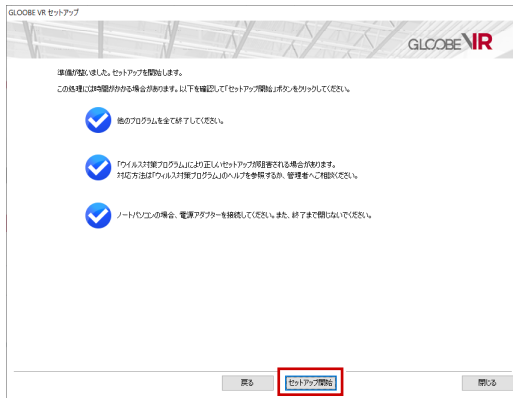 GLOOBE VR セットアップ
GLOOBE VR
準備が整いました。セットアップを開始します。
この処理には時間がかかる場合があります。以下を確認して「セットアップ開始」ボタンをクリックしてください。
他のプログラムを全て終了してください。
「ウイルス対策プログラム」により正しいセットアップが阻害される場合があります。
対応方法は「ウィルス対策プログラム」のヘルプを参照するか、管理者へご相談ください。
ノートパソコンの場合、電源アダプターを接続してください。また、終了まで閉じないでください。
戻る
セットアップ開始
閉じる